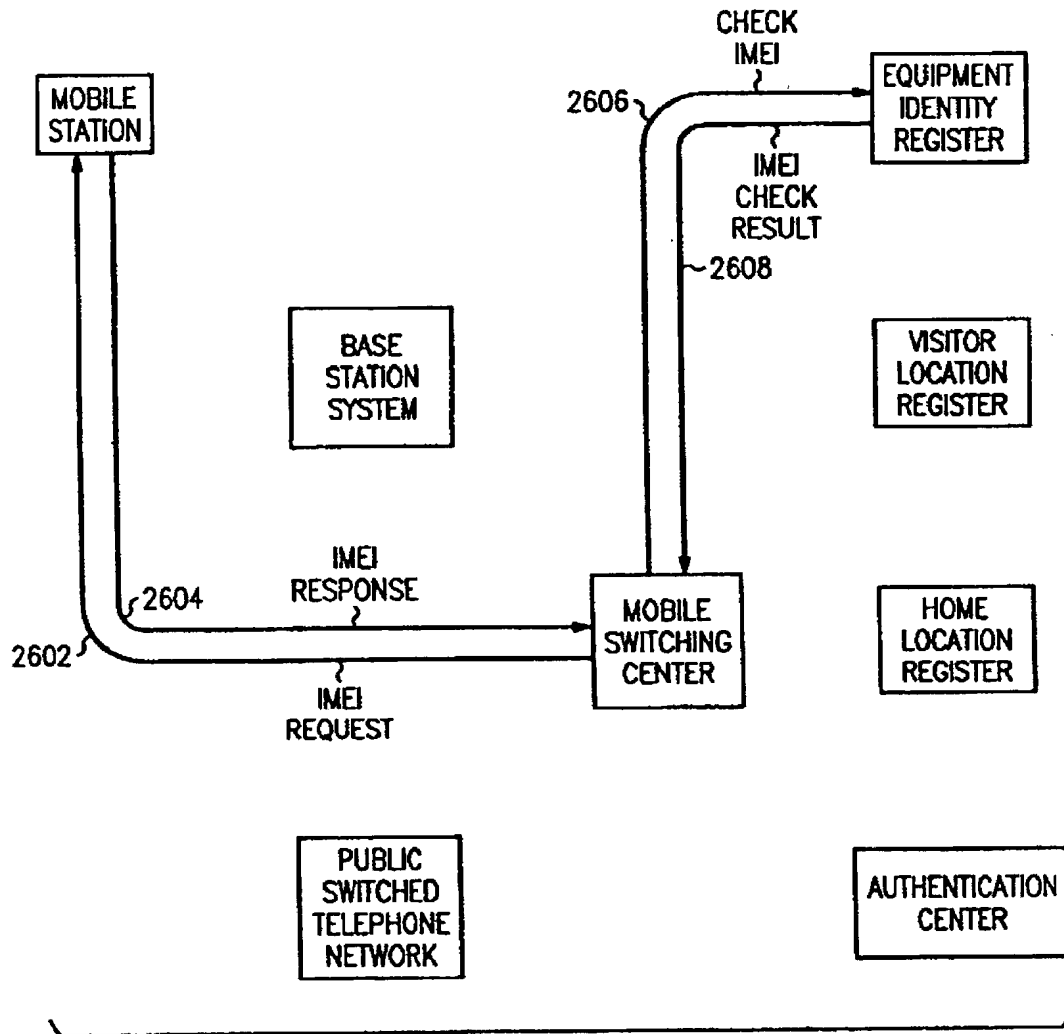 CHECK
IMEI
2606
EQUIPMENT
IDENTITY
REGISTER
MOBILE
STATION
IMEI
CHECK
RESULT
2608
BASE
STATION
SYSTEM
VISITOR
LOCATION
REGISTER
IMEI
RESPONSE
2604
2602
MOBILE
SWITCHING
CENTER
HOME
LOCATION
REGISTER
IMEI
REQUEST
PUBLIC
SWITCHED
TELEPHONE
NETWORK
AUTHENTICATION
CENTER